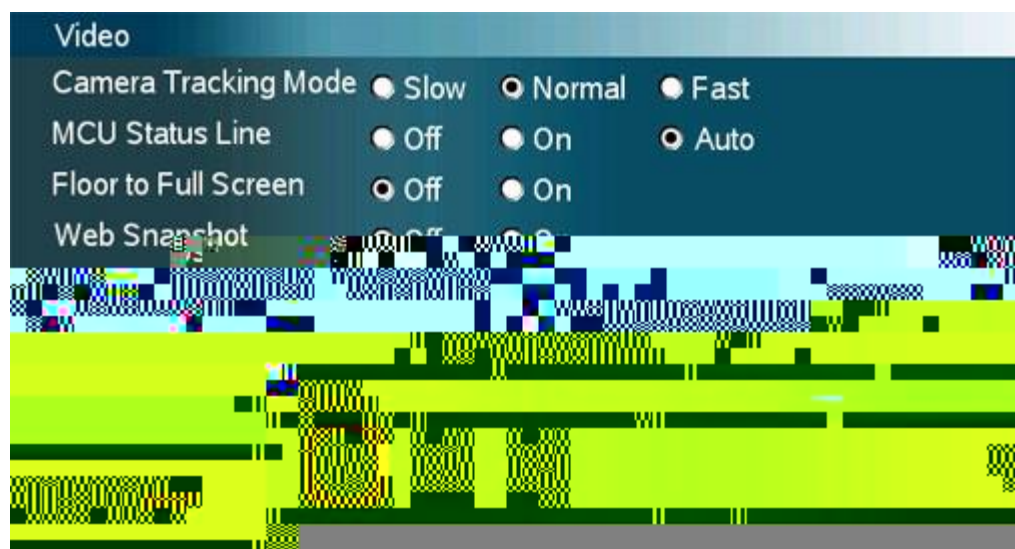 Video
Camera Tracking Mode Slow Normal Fast
MCU Status Line Off On Auto
Floor to Full Screen Off On
Web Snapshot Off